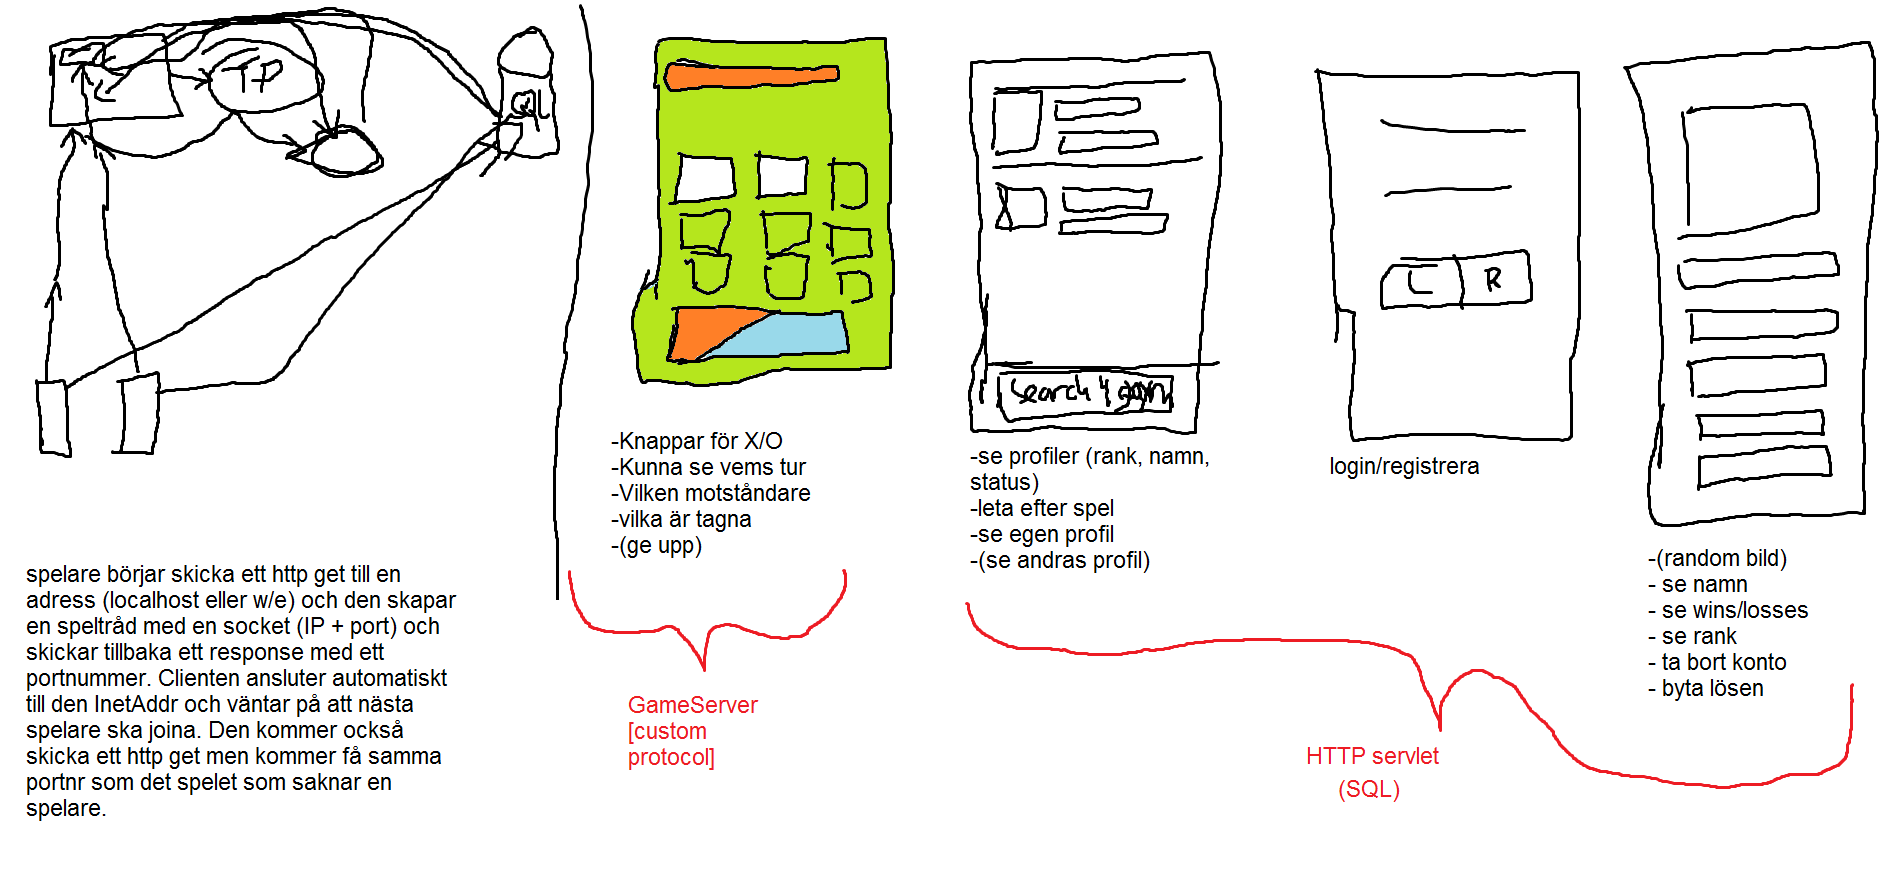 TP
QL
L
R
search 4 game
-Knappar för X/O
-Kunna se vems tur
-Vilken motståndare
-vilka är tagna
-(ge upp)
-se profiler (rank, namn,
status)
-leta efter spel
-se egen profil
-(se andras profil)
login/registrera
-(random bild)
- se namn
- se wins/losses
- se rank
- ta bort konto
- byta lösen
spelare börjar skicka ett http get till en
adress (localhost eller w/e) och den skapar
en speltråd med en socket (IP + port) och
skickar tillbaka ett response med ett
portnummer. Clienten ansluter automatiskt
till den InetAddr och väntar på att nästa
spelare ska joina. Den kommer också
skicka ett http get men kommer få samma
portnr som det spelet som saknar en
spelare.
GameServer
[custom
protocol]
HTTP servlet
(SQL)